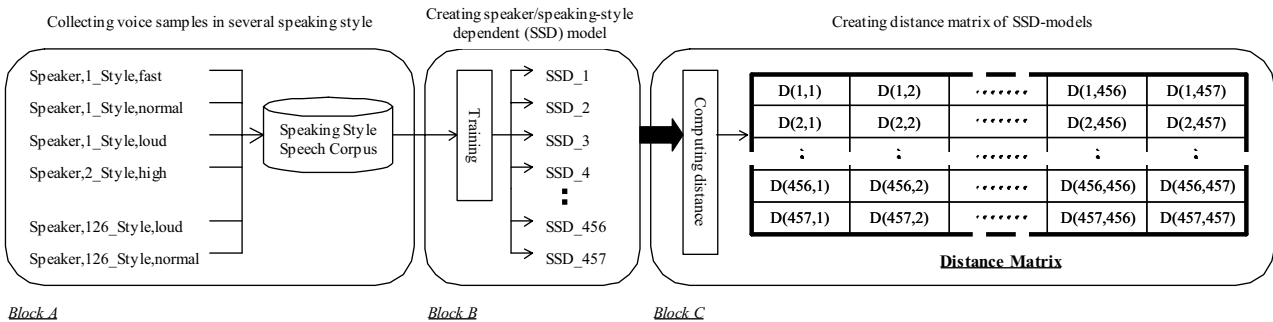 Collecting voice samples in several speaking style
Speaker,1_Style,fast
Speaker,1_Style,normal
Speaker,1_Style,loud
Speaker,2_Style,high
Speaker,126_Style,loud
Speaker,126_Style,normal
Speaking Style
Speech Corpus
Block A
Creating speaker/speaking-style
dependent (SSD) model
Training
SSD_1
SSD_2
SSD_3
SSD_4
SSD_456
SSD_457
Block B
Creating distance matrix of SSD-models
Computing distance
D(1,1) D(1,2) ....... D(1,456) D(1,457)
D(2,1) D(2,2) ....... D(2,456) D(2,457)
D(456,1) D(456,2) ....... D(456,456) D(456,457)
D(457,1) D(457,2) ....... D(457,456) D(457,457)
Distance Matrix
Block C